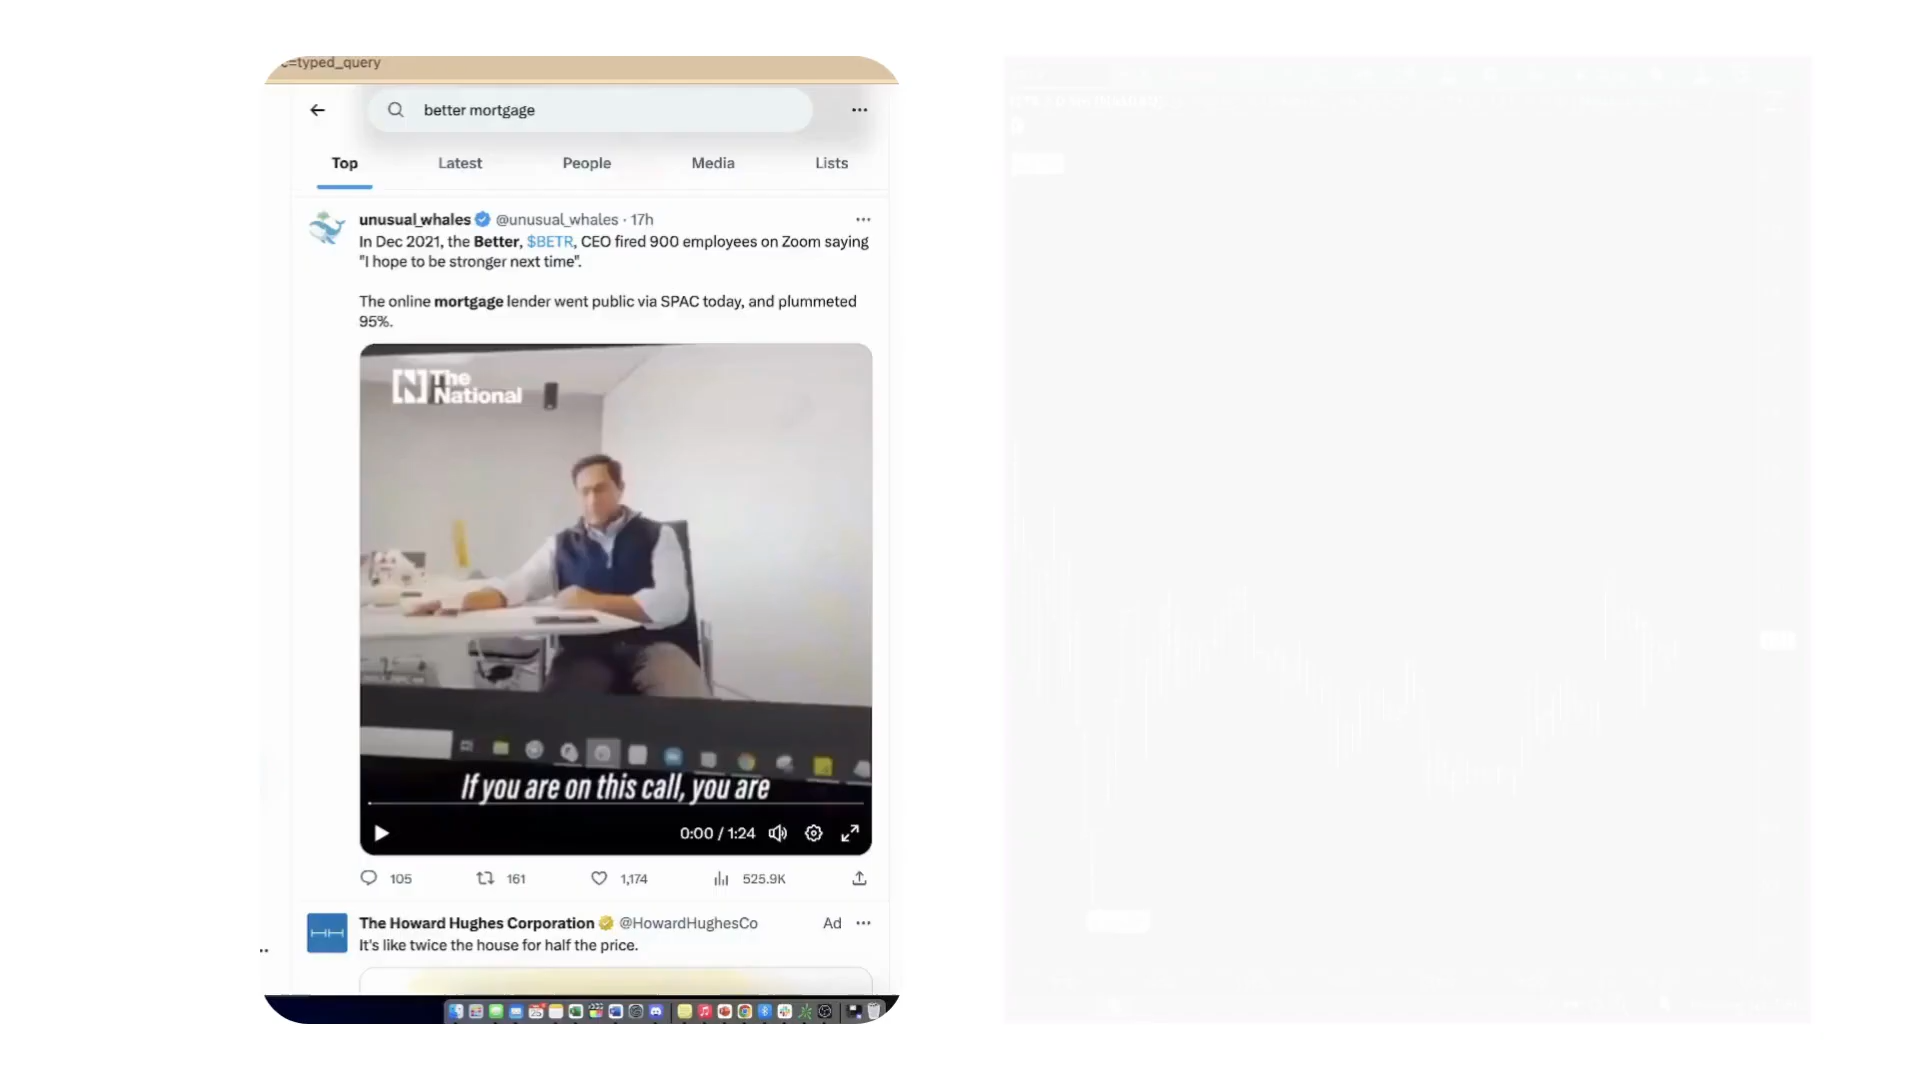 c=typed_query
better mortgage
Top Latest People Media Lists
unusual_whales @unusual_whales · 17h
In Dec 2021, the Better, $BETR, CEO fired 900 employees on Zoom saying
"I hope to be stronger next time".
The online mortgage lender went public via SPAC today, and plummeted
95%.
The
National
If you are on this call, you are
0:00 / 1:24
105 161 1,174 525.9K
The Howard Hughes Corporation @HowardHughesCo Ad
It's like twice the house for half the price.